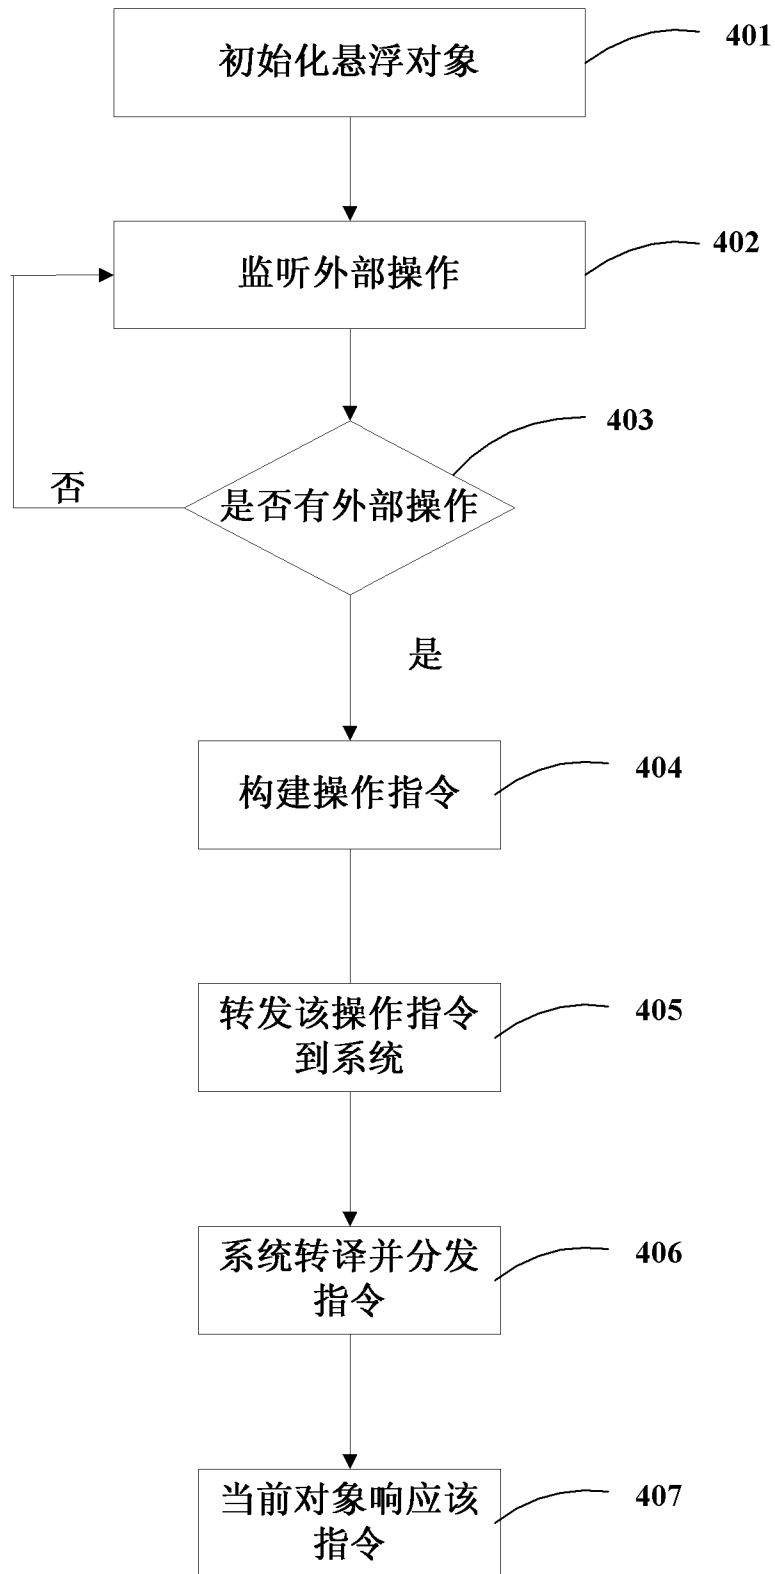 初始化悬浮对象
401
监听外部操作
402
是否有外部操作
403
否
是
构建操作指令
404
转发该操作指令
到系统
405
系统转译并分发
指令
406
当前对象响应该
指令
407